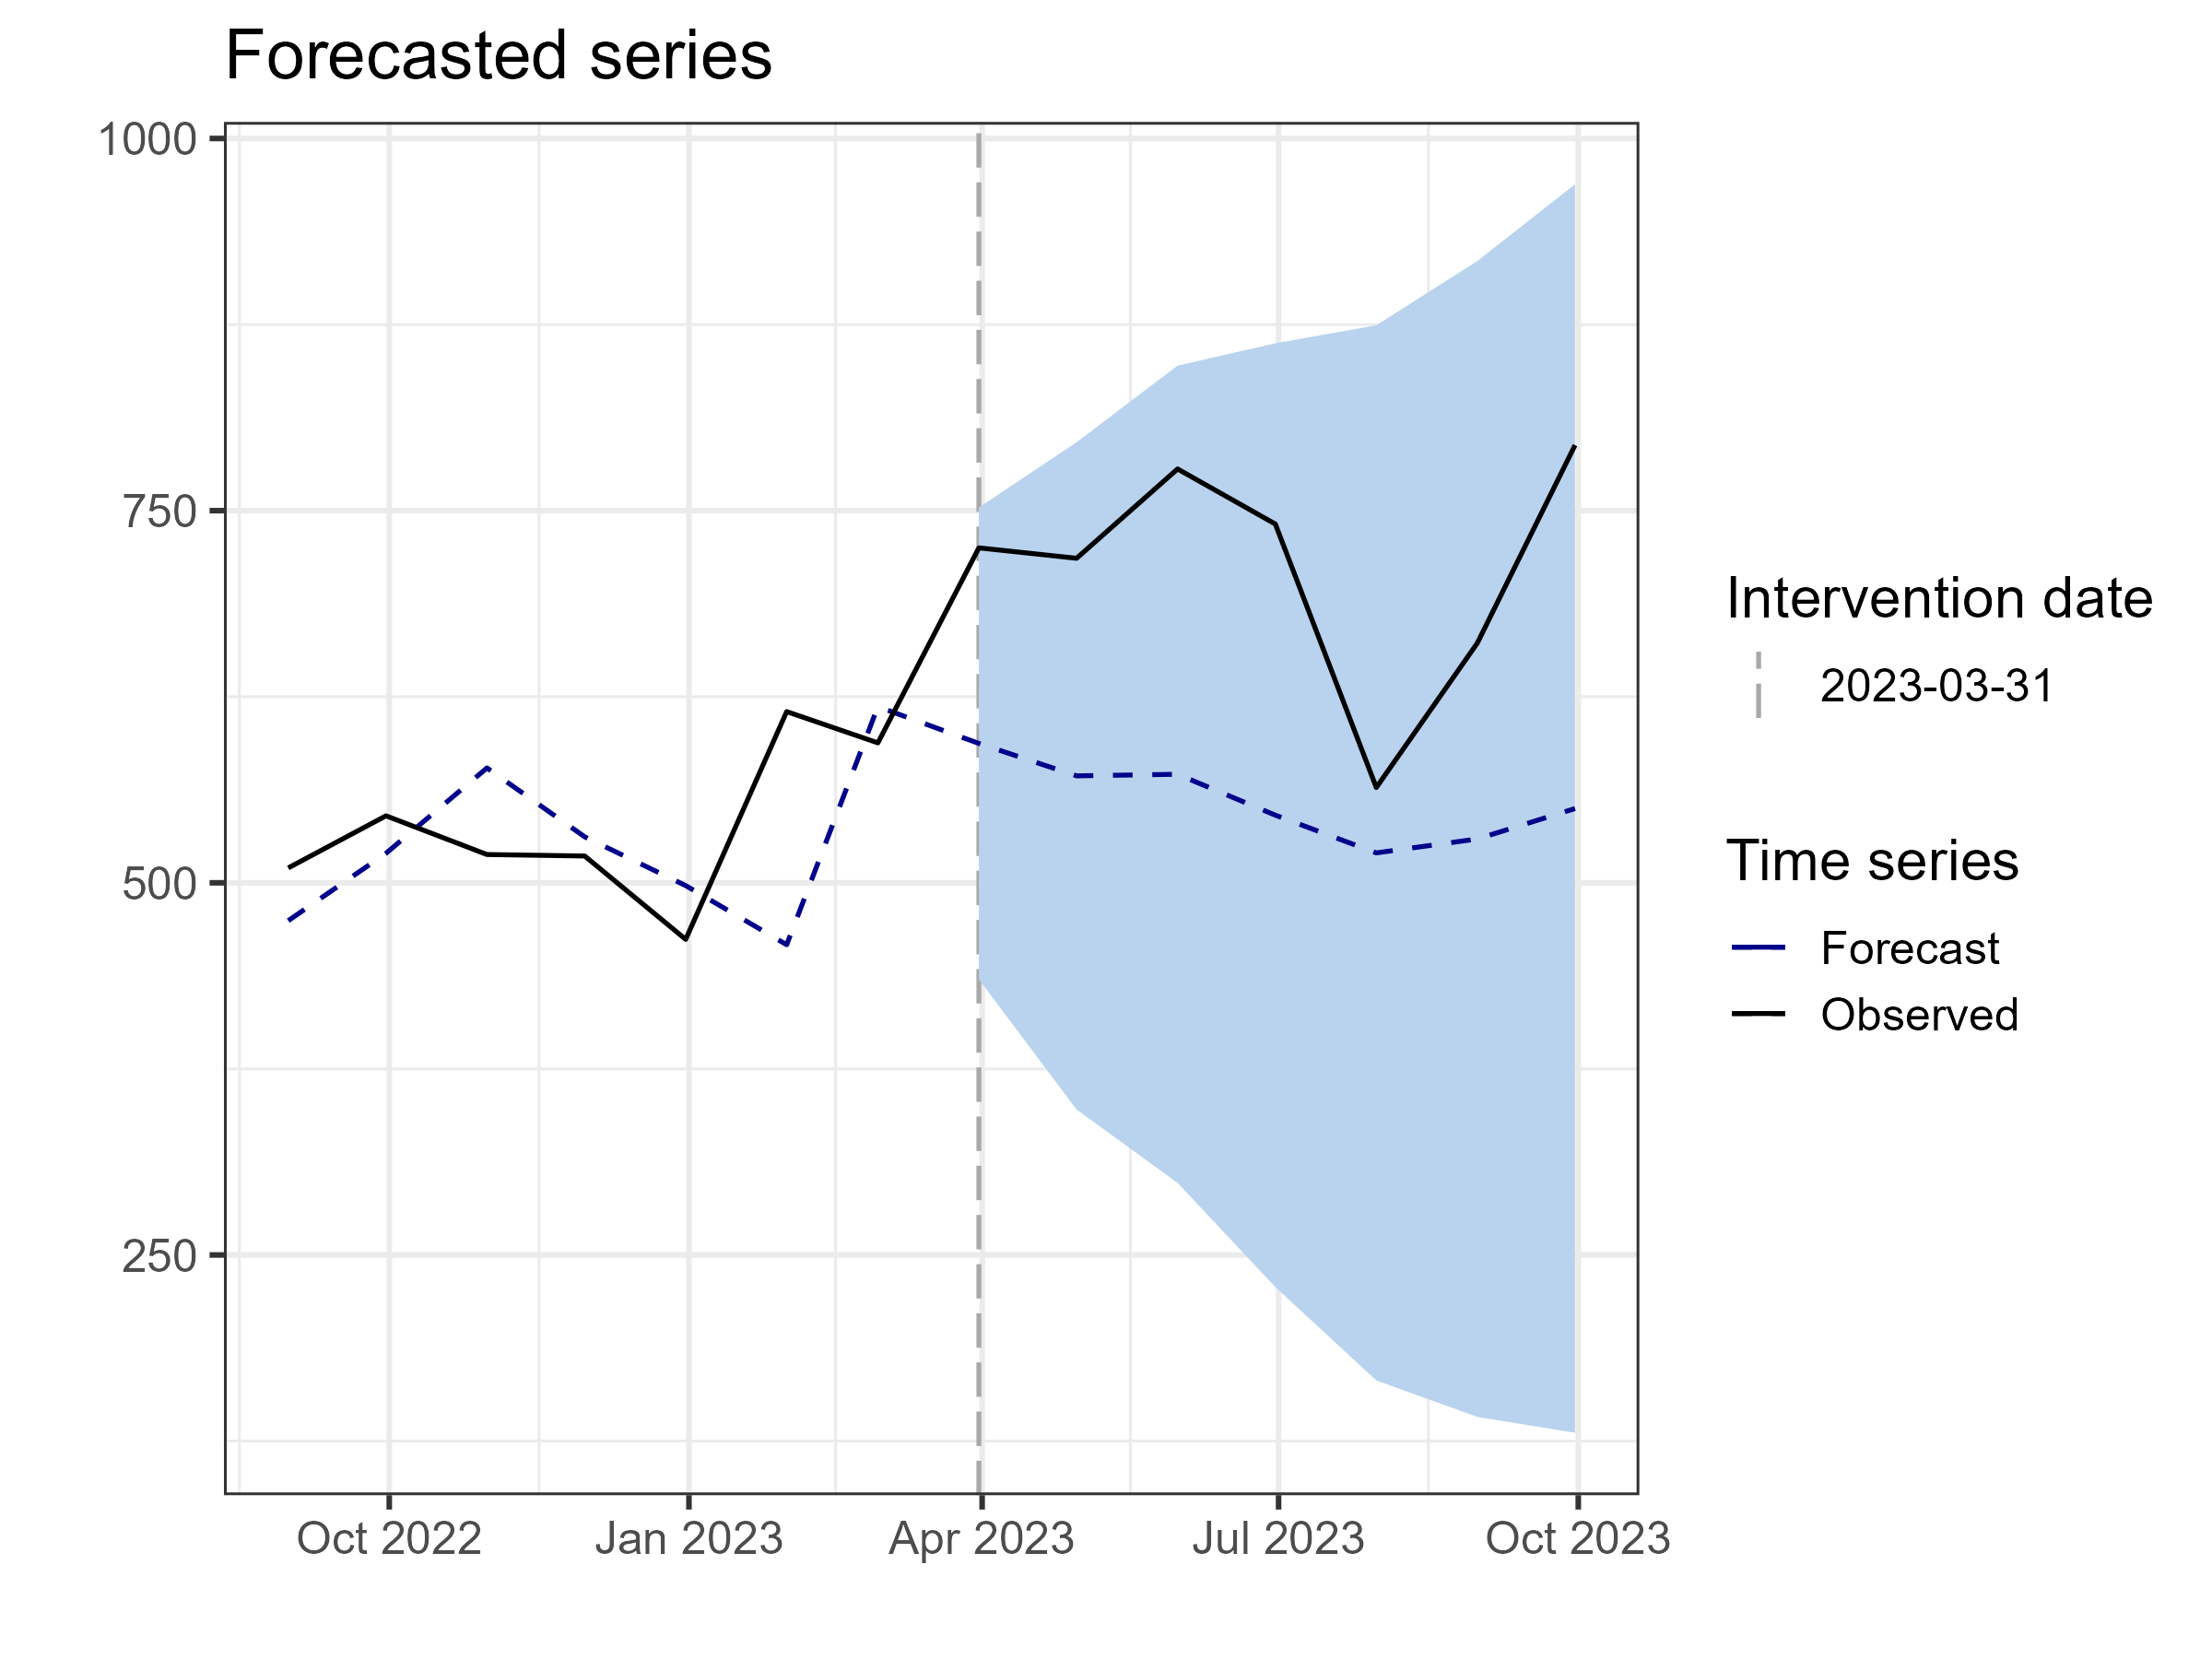 Forecasted series
1000
750
500
250
Oct 2022
Jan 2023
Apr 2023
Jul 2023
Oct 2023
Intervention date
2023-03-31
Time series
Forecast
Observed